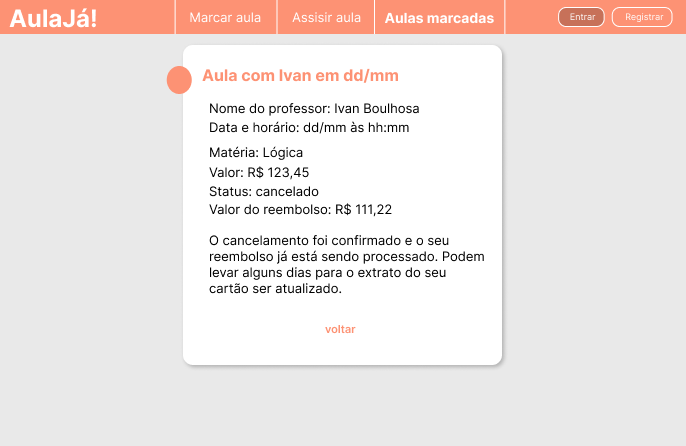 AulaJá!
Marcar aula
Assisir aula
Aulas marcadas
Entrar
Registrar
Aula com Ivan em dd/mm
Nome do professor: Ivan Boulhosa
Data e horário: dd/mm às hh:mm
Matéria: Lógica
Valor: R$ 123,45
Status: cancelado
Valor do reembolso: R$ 111,22
O cancelamento foi confirmado e o seu
reembolso já está sendo processado. Podem
levar alguns dias para o extrato do seu
cartão ser atualizado.
voltar